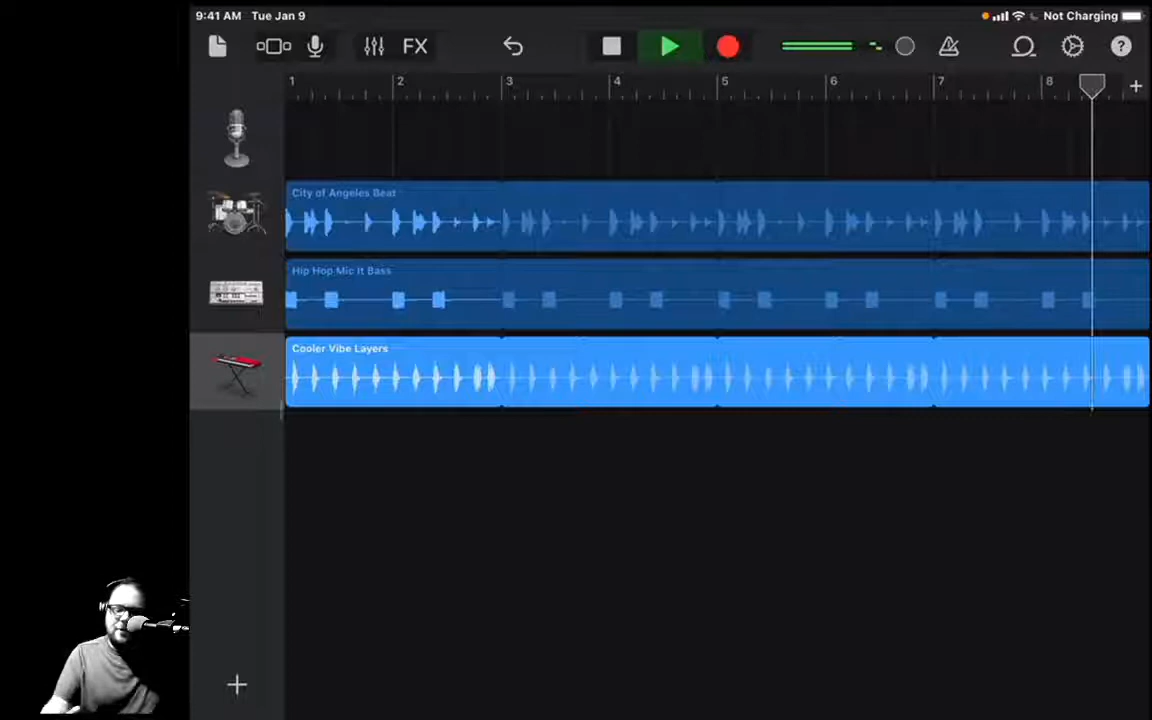 9:41 AM Tue Jan 9
Not Charging
FX
1 2 3 4 5 6 7 8
City of Angeles Beat
Hip Hop Mic It Bass
Cooler Vibe Layers